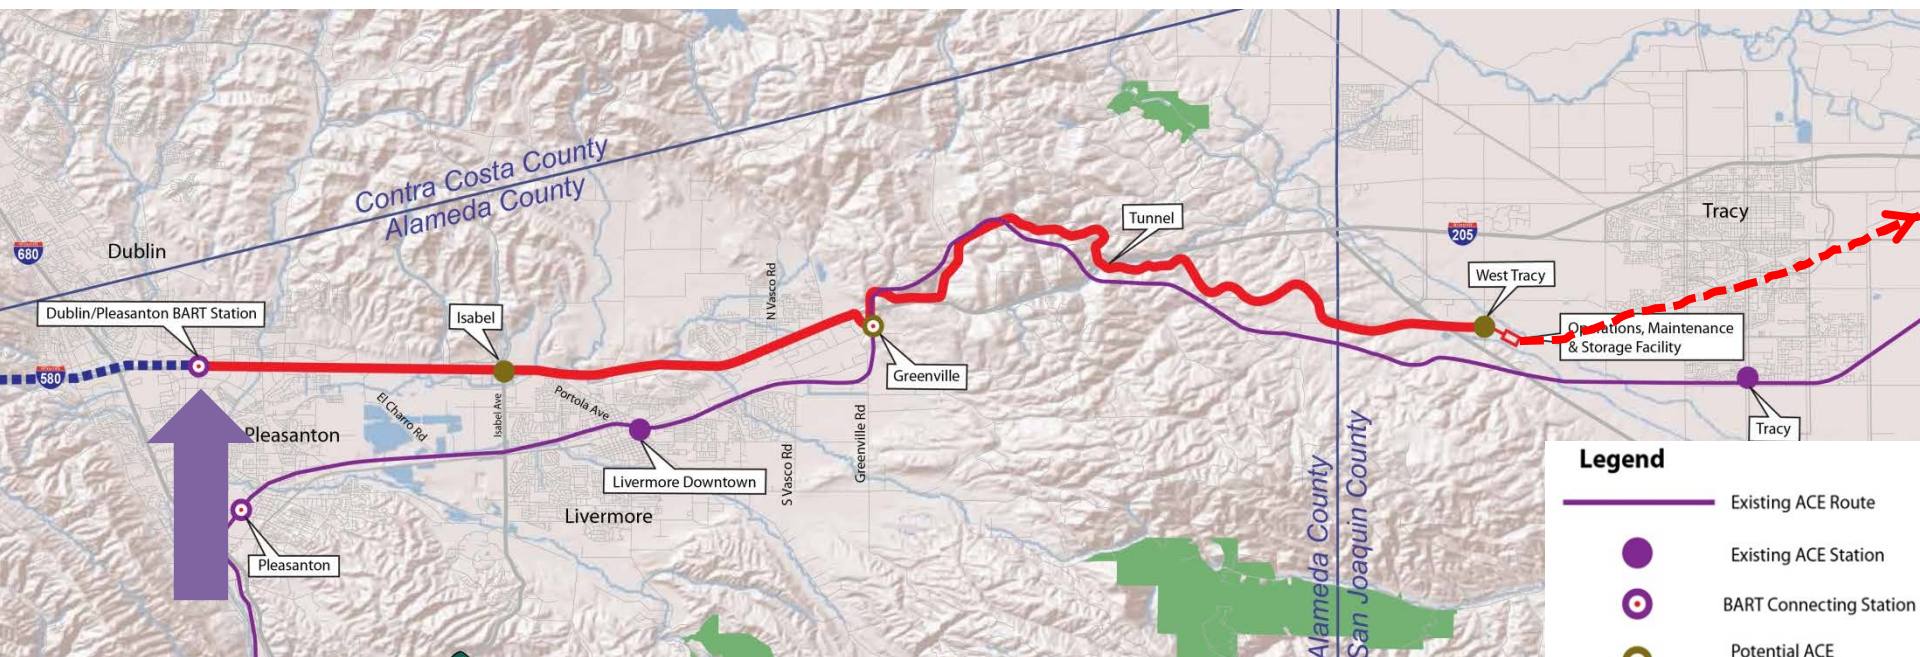 Contra Costa County
Alameda County
Dublin
680
Dublin/Pleasanton BART Station
580
Isabel
N Vasco Rd
Tunnel
205
Tracy
West Tracy
Operations, Maintenance
& Storage Facility
Greenville
El Charro Rd
Isabel Ave
Portola Ave
Pleasanton
Livermore Downtown
S Vasco Rd
Greenville Rd
Tracy
Livermore
Pleasanton
Alameda County
San Joaquin County
Legend
Existing ACE Route
Existing ACE Station
BART Connecting Station
Potential ACE